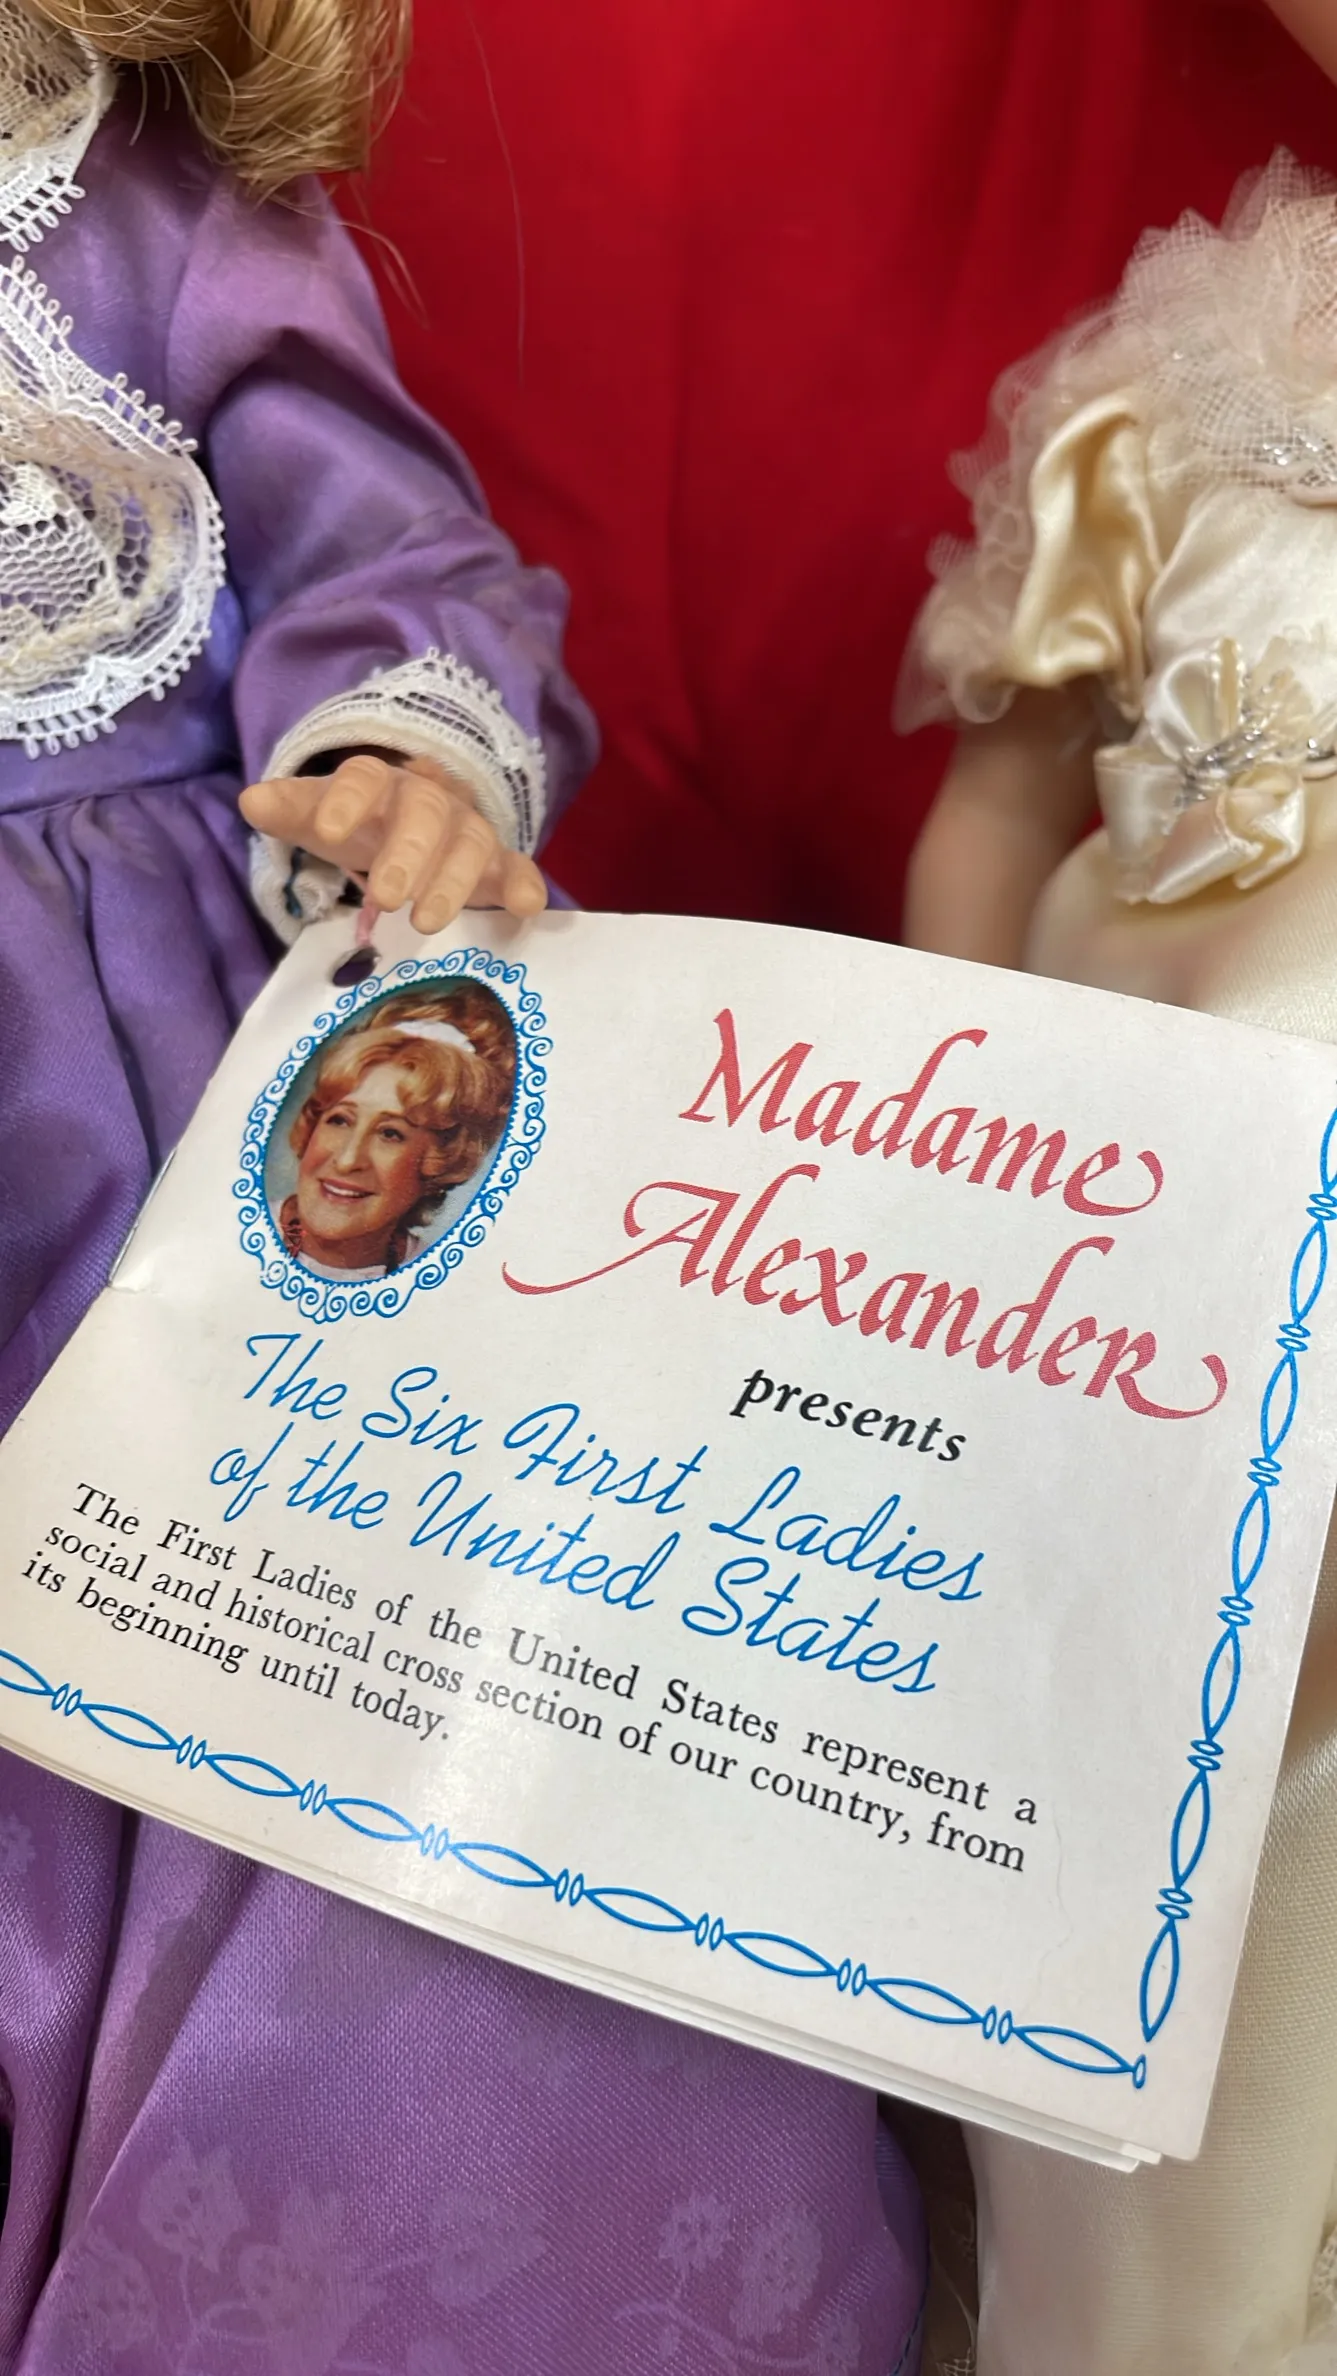 Madame
Alexander
presents
The Six First Ladies
of the United States
The First Ladies of the United States represent a
social and historical cross section of our country, from
its beginning until today.